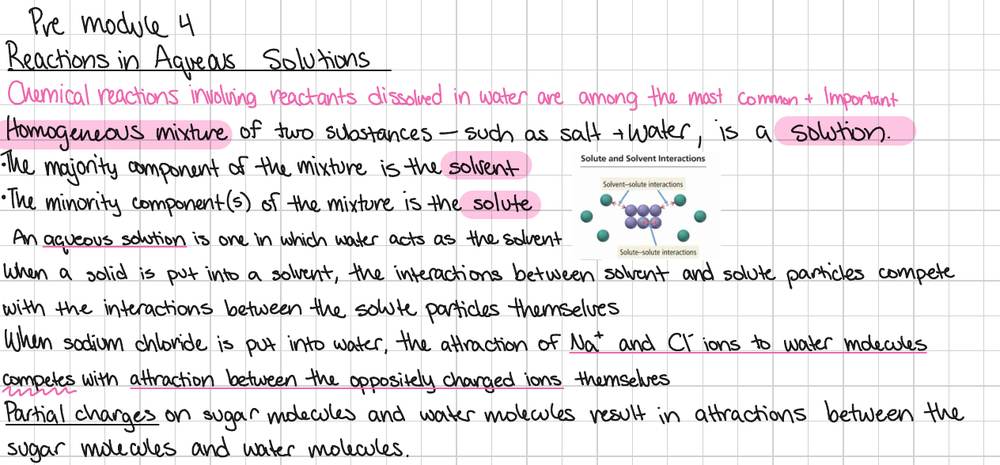 Pre module 4
Reactions in Aqueous Solutions
Chemical reactions involving reactants dissolved in water are among the most common + Important
Homogeneous mixture of two substances — such as salt + water, is a solution.
•The majority component of the mixture is the solvent
•The minority component(s) of the mixture is the solute
Solute and Solvent Interactions
Solvent–solute interactions
Solute–solute interactions
An aqueous solution is one in which water acts as the solvent
When a solid is put into a solvent, the interactions between solvent and solute particles compete
with the interactions between the solute particles themselves
When sodium chloride is put into water, the attraction of Na⁺ and Cl⁻ ions to water molecules
competes with attraction between the oppositely charged ions themselves
Partial charges on sugar molecules and water molecules result in attractions between the
sugar molecules and water molecules.